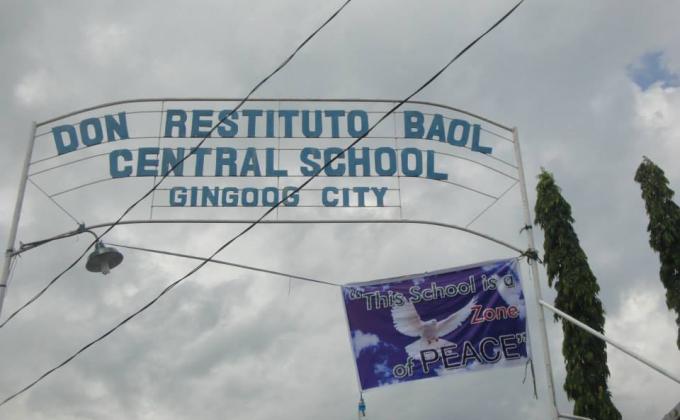 DON RESTITUTO BAOL
CENTRAL SCHOOL
GINGOOG CITY
"This School is a
Zone
of PEACE"